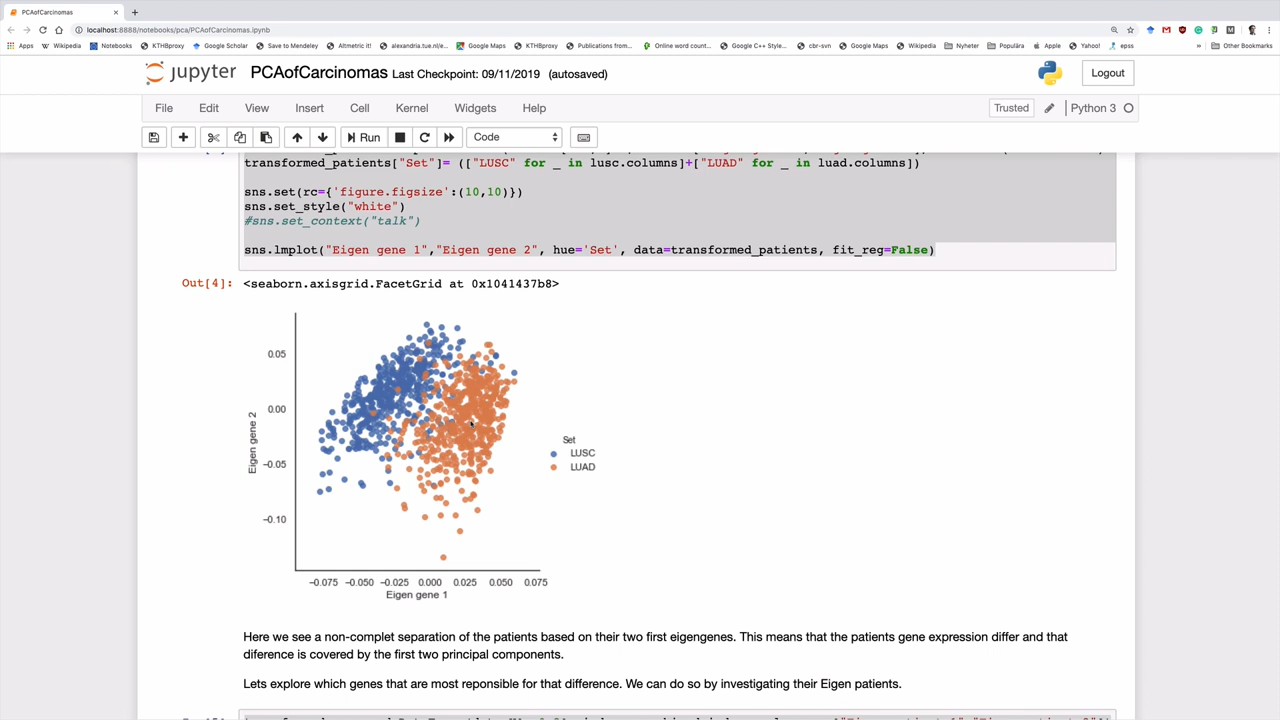 PCAofCarcinomas
localhost:8888/notebooks/pca/PCAofCarcinomas.ipynb
Apps Wikipedia Notebooks KTHBproxy Google Scholar Save to Mendeley Altmetric it! alexandria.tue.nl/e... Google Maps KTHBproxy Publications from... Online word count... Google C++ Style... cbr-svn Google Maps Wikipedia Nyheter Populära Apple Yahoo! epss Other Bookmarks
jupyter PCAofCarcinomas Last Checkpoint: 09/11/2019 (autosaved) Logout
File Edit View Insert Cell Kernel Widgets Help Trusted Python 3
Run Code
transformed_patients["Set"]= (["LUSC" for _ in lusc.columns]+["LUAD" for _ in luad.columns])
sns.set(rc={'figure.figsize':(10,10)})
sns.set_style("white")
#sns.set_context("talk")
sns.lmplot("Eigen gene 1","Eigen gene 2", hue='Set', data=transformed_patients, fit_reg=False)
Out[4]: <seaborn.axisgrid.FacetGrid at 0x1041437b8>
0.05
0.00
−0.05
−0.10
Eigen gene 2
Set
LUSC
LUAD
−0.075 −0.050 −0.025 0.000 0.025 0.050 0.075
Eigen gene 1
Here we see a non-complet separation of the patients based on their two first eigengenes. This means that the patients gene expression differ and that
diference is covered by the first two principal components.
Lets explore which genes that are most reponsible for that difference. We can do so by investigating their Eigen patients.